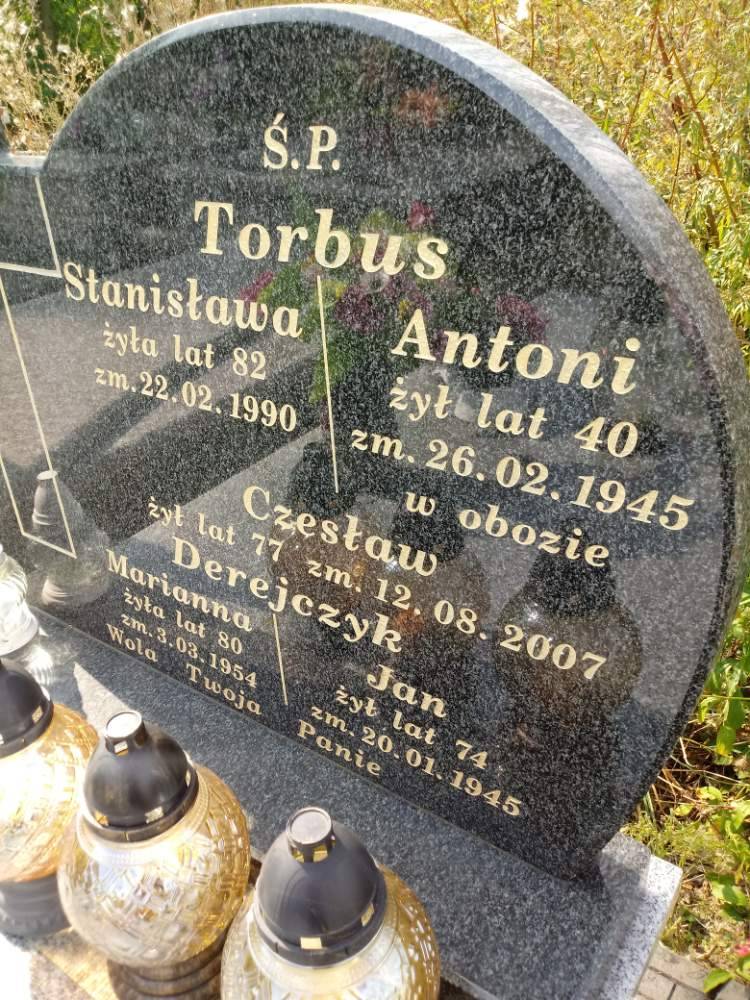 Ś.P.
Torbus
Stanisława
żyła lat 82
zm. 22.02.1990
Antoni
żył lat 40
zm. 26.02.1945
w obozie
Czesław
żył lat 77 zm. 12.08.2007
Derejczyk
Marianna
żyła lat 80
zm. 3.03.1954
Jan
żył lat 74
zm. 20.01.1945
Wola Twoja Panie